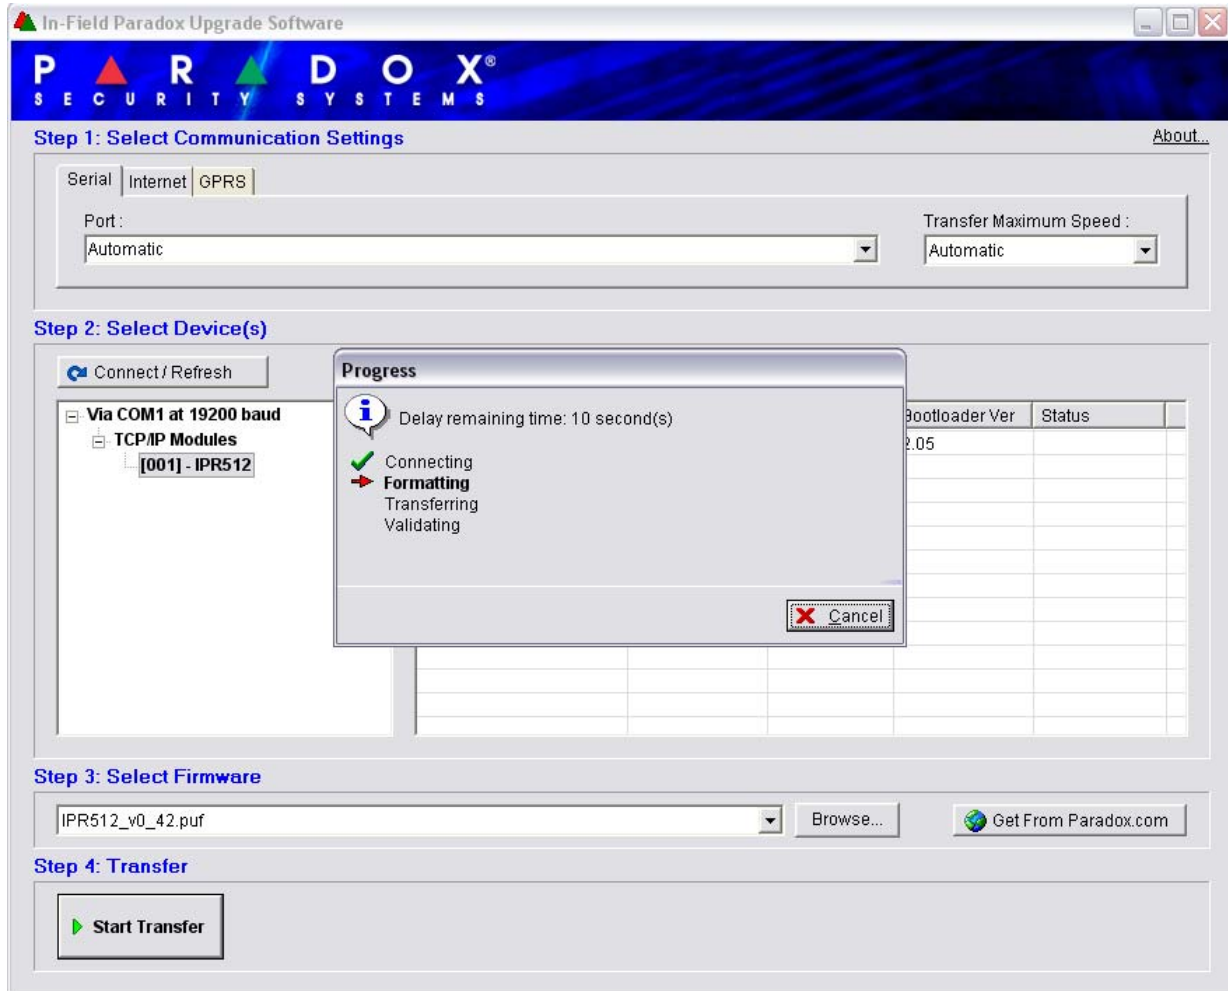 In-Field Paradox Upgrade Software
PARADOX®
SECURITY SYSTEMS
Step 1: Select Communication Settings
About...
Serial Internet GPRS
Port :
Transfer Maximum Speed :
Automatic
Automatic
Step 2: Select Device(s)
Connect / Refresh
Via COM1 at 19200 baud
TCP/IP Modules
[001] - IPR512
Progress
Delay remaining time: 10 second(s)
Connecting
Formatting
Transferring
Validating
Cancel
Bootloader Ver Status
2.05
Step 3: Select Firmware
IPR512_v0_42.puf
Browse...
Get From Paradox.com
Step 4: Transfer
Start Transfer